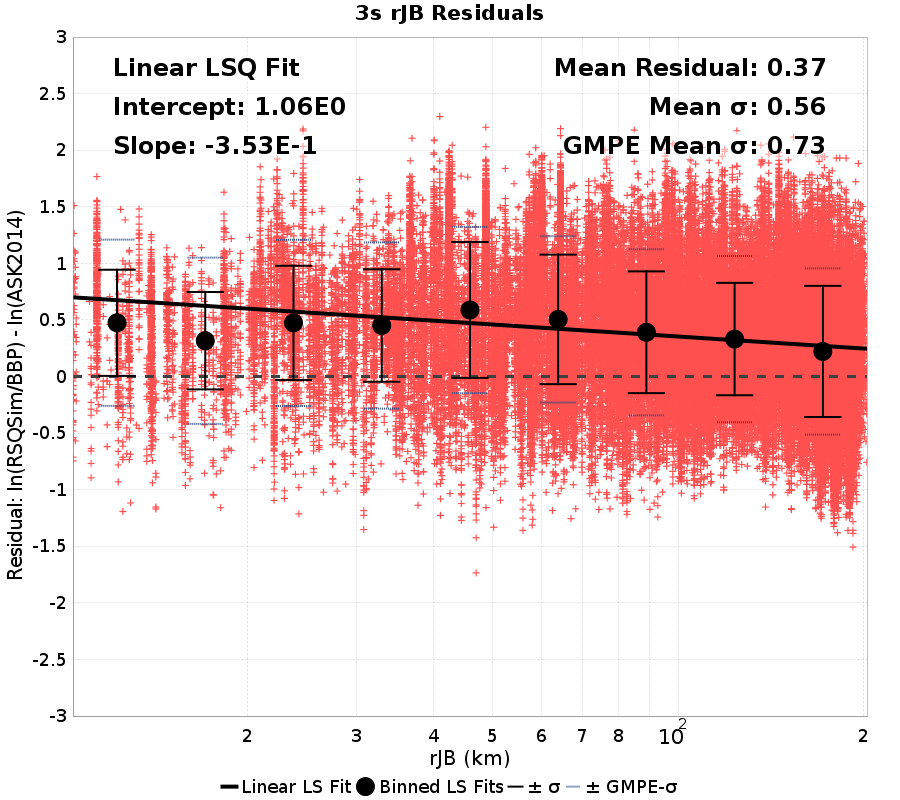 3s rJB Residuals
Linear LSQ Fit
Intercept: 1.06E0
Slope: -3.53E-1
Mean Residual: 0.37
Mean σ: 0.56
GMPE Mean σ: 0.73
Residual: ln(RSQSim/BBP) - ln(ASK2014)
3
2.5
2
1.5
1
0.5
0
-0.5
-1
-1.5
-2
-2.5
-3
2 3 4 5 6 7 8 10² 2
rJB (km)
Linear LS Fit Binned LS Fits ± σ ± GMPE-σ